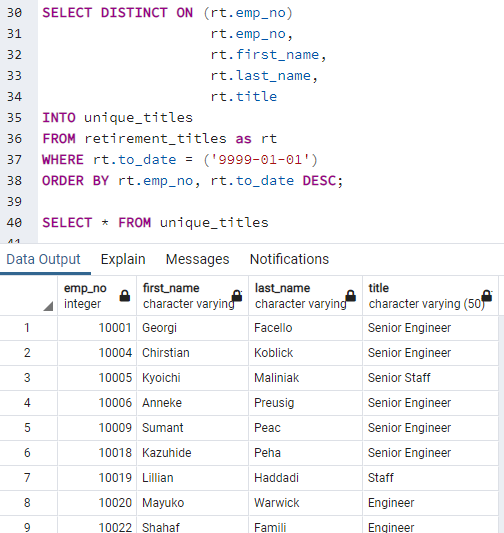 30 SELECT DISTINCT ON (rt.emp_no)
31 rt.emp_no,
32 rt.first_name,
33 rt.last_name,
34 rt.title
35 INTO unique_titles
36 FROM retirement_titles as rt
37 WHERE rt.to_date = ('9999-01-01')
38 ORDER BY rt.emp_no, rt.to_date DESC;
39
40 SELECT * FROM unique_titles
41
Data Output Explain Messages Notifications
emp_no first_name last_name title
integer character varying character varying character varying (50)
1 10001 Georgi Facello Senior Engineer
2 10004 Chirstian Koblick Senior Engineer
3 10005 Kyoichi Maliniak Senior Staff
4 10006 Anneke Preusig Senior Engineer
5 10009 Sumant Peac Senior Engineer
6 10018 Kazuhide Peha Senior Engineer
7 10019 Lillian Haddadi Staff
8 10020 Mayuko Warwick Engineer
9 10022 Shahaf Famili Engineer